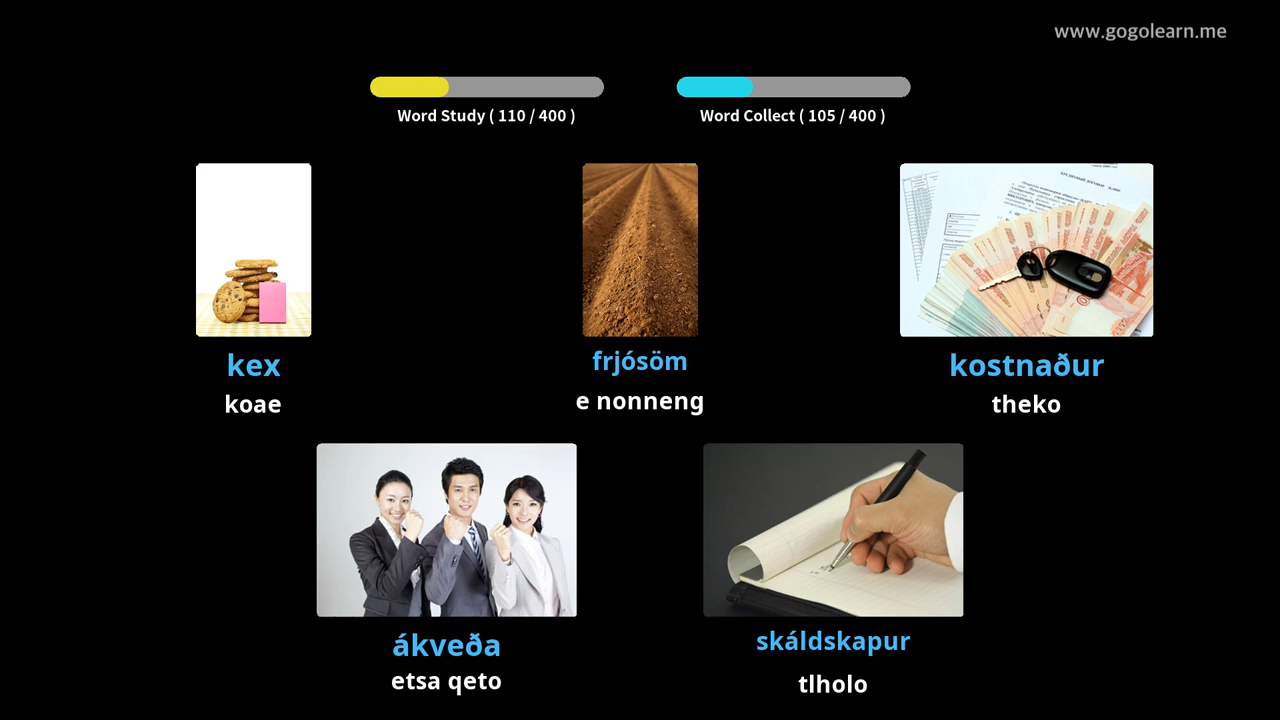 www.gogolearn.me
Word Study ( 110 / 400 )
Word Collect ( 105 / 400 )
kex
koae
frjósöm
e nonneng
kostnaður
theko
ákveða
etsa qeto
skáldskapur
tlholo